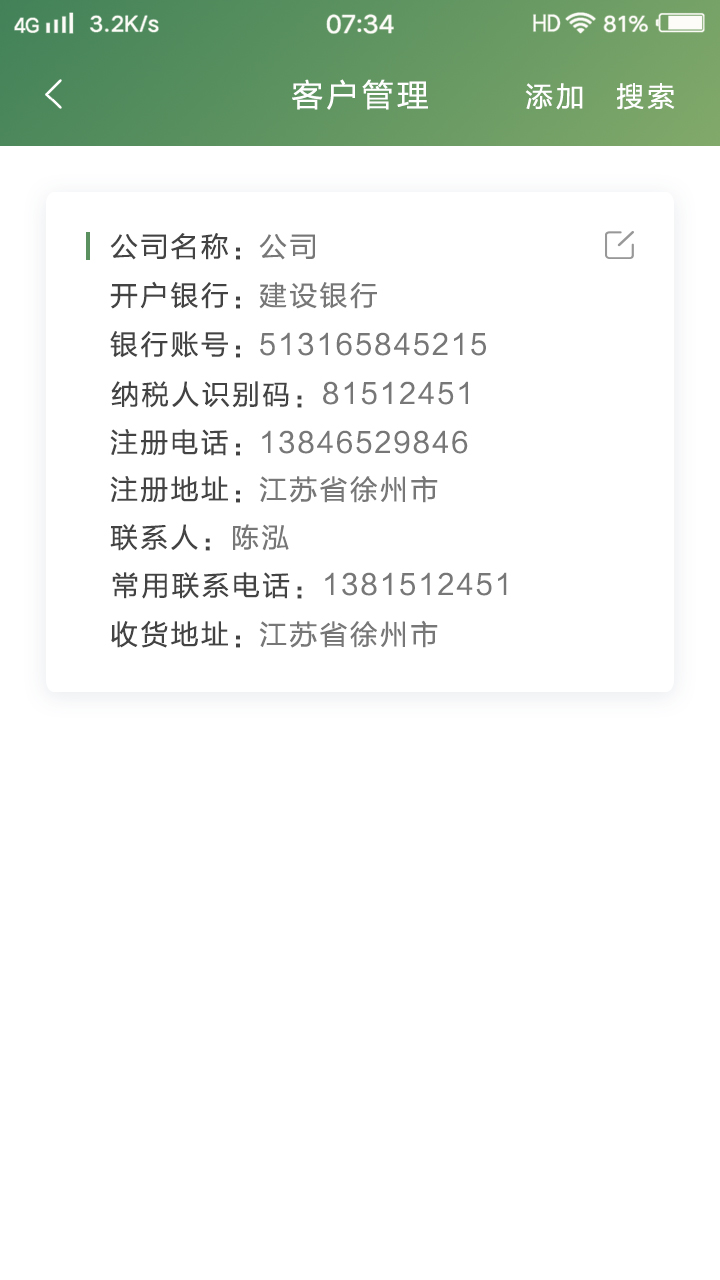 4G 3.2K/s 07:34 HD 81%
客户管理 添加 搜索
公司名称：公司
开户银行：建设银行
银行账号：513165845215
纳税人识别码：81512451
注册电话：13846529846
注册地址：江苏省徐州市
联系人：陈泓
常用联系电话：1381512451
收货地址：江苏省徐州市